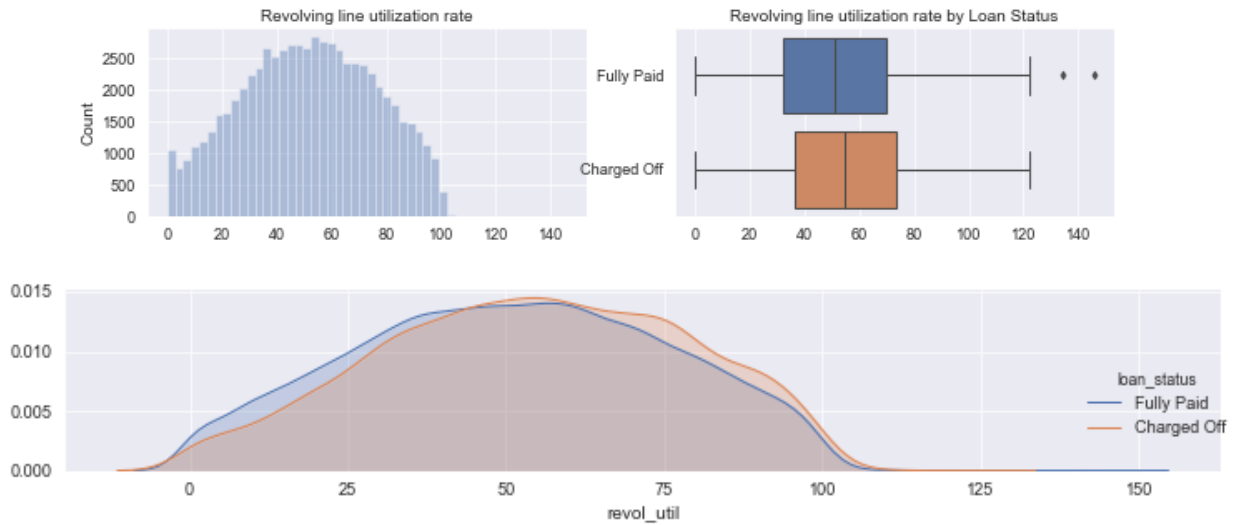 Revolving line utilization rate
Count
2500
2000
1500
1000
500
0
0 20 40 60 80 100 120 140
Revolving line utilization rate by Loan Status
Fully Paid
Charged Off
0 20 40 60 80 100 120 140
0.015
0.010
0.005
0.000
0 25 50 75 100 125 150
revol_util
loan_status
Fully Paid
Charged Off